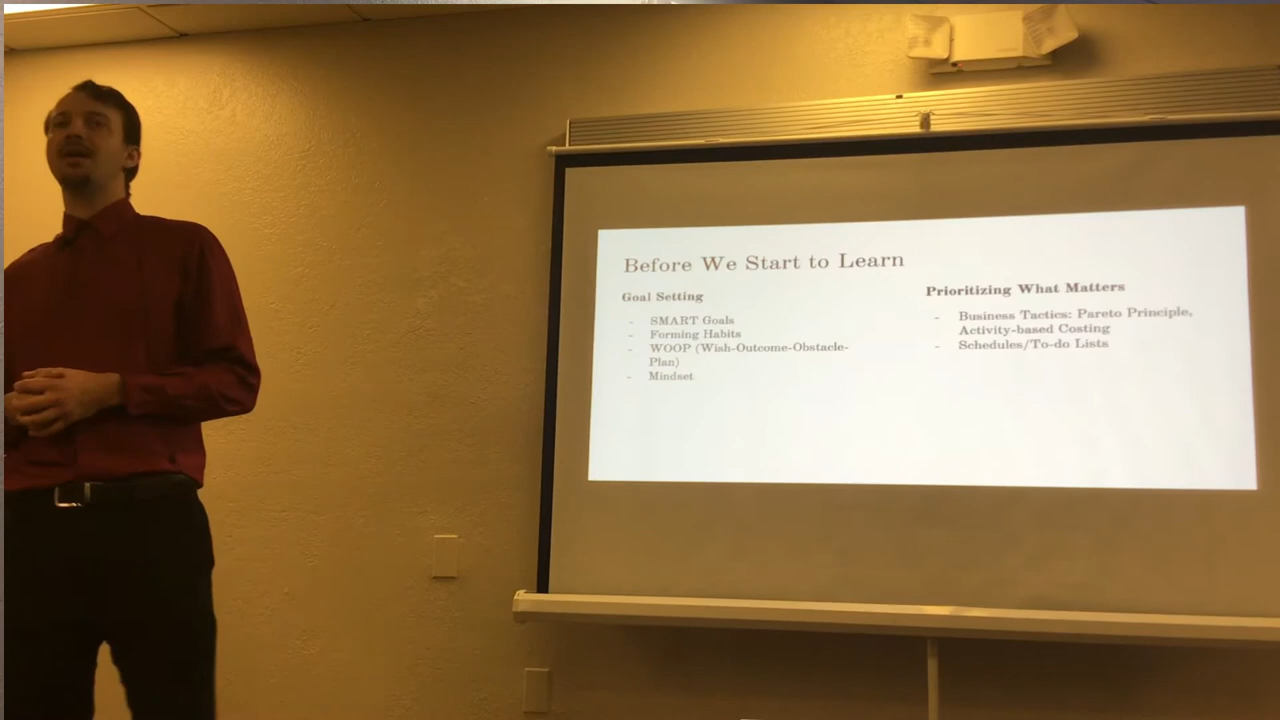 Before We Start to Learn
Goal Setting
- SMART Goals
- Forming Habits
- WOOP (Wish-Outcome-Obstacle-
Plan)
- Mindset
Prioritizing What Matters
- Business Tactics: Pareto Principle,
Activity-based Costing
- Schedules/To-do Lists